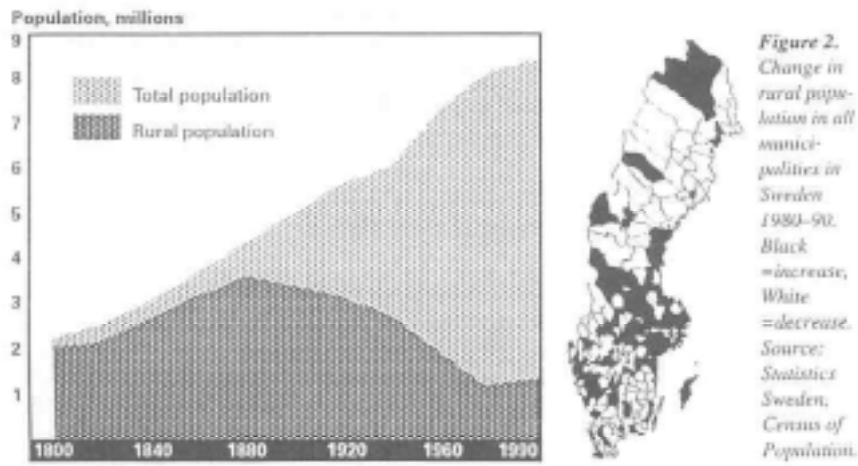 Population, millions
9
8
7
6
5
4
3
2
1
Total population
Rural population
1800 1840 1880 1920 1960 1990
Figure 2.
Change in
rural popu-
lation in all
munici-
palities in
Sweden
1980–90.
Black
=increase,
White
=decrease.
Source:
Statistics
Sweden,
Census of
Population.